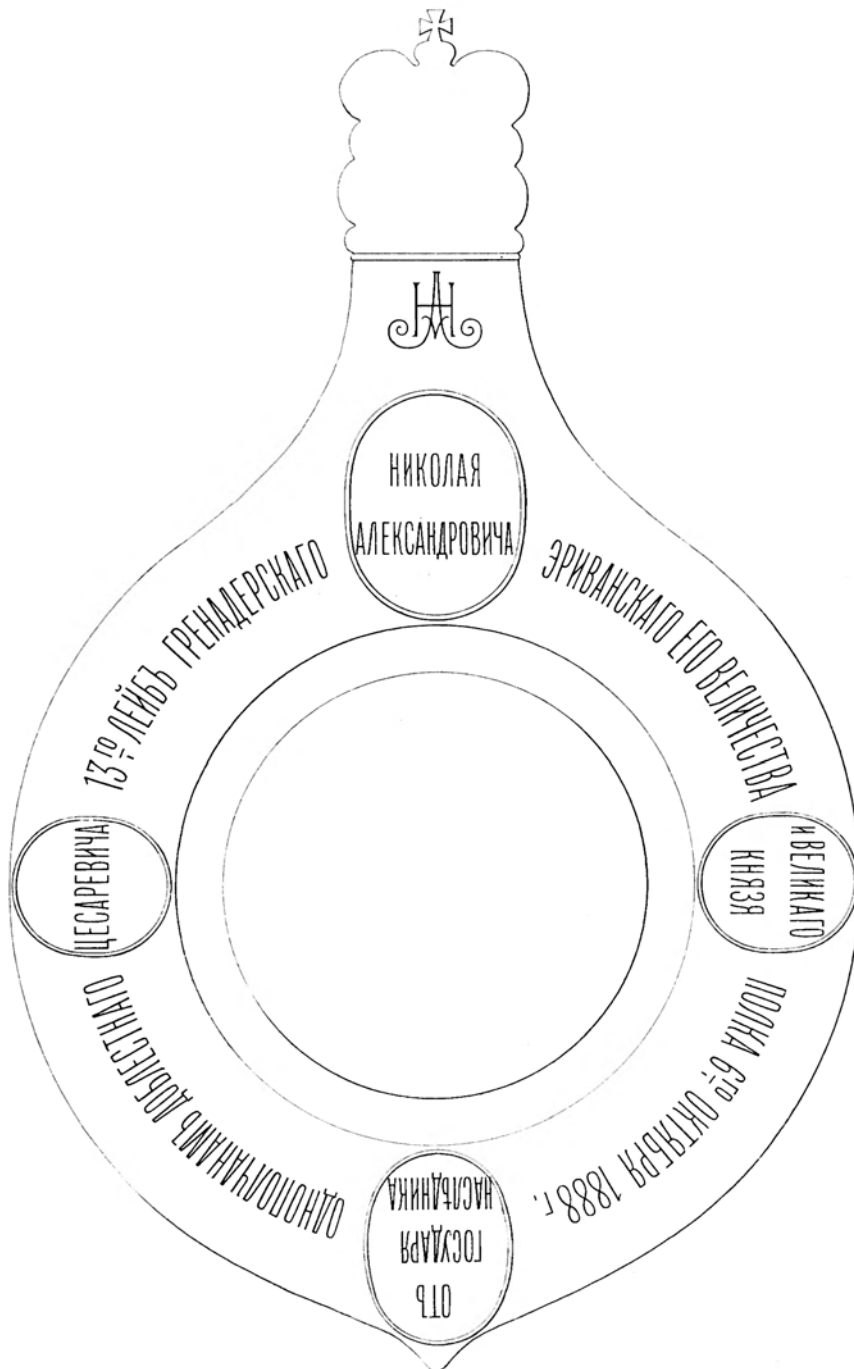 НА
ОТЪ
ГОСУДАРЯ
НАСЛѢДНИКА
ЦЕСАРЕВИЧА
НИКОЛАЯ
АЛЕКСАНДРОВИЧА
и ВЕЛИКАГО
КНЯЗЯ
ОДНОПОЛЧАНАМЪ ДОБЛЕСТНАГО
13го ЛЕЙБЪ ГРЕНАДЕРСКАГО
ЭРИВАНСКАГО ЕГО ВЕЛИЧЕСТВА
ПОЛКА 6го ОКТЯБРЯ 1888 г.